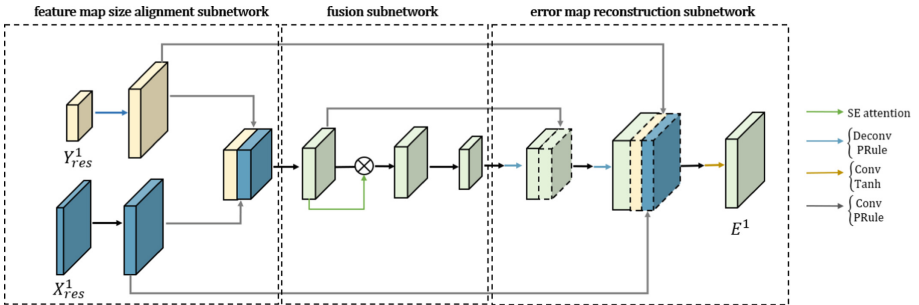 feature map size alignment subnetwork
fusion subnetwork
error map reconstruction subnetwork
Y¹res
X¹res
E¹
SE attention
Deconv
PRule
Conv
Tanh
Conv
PRule